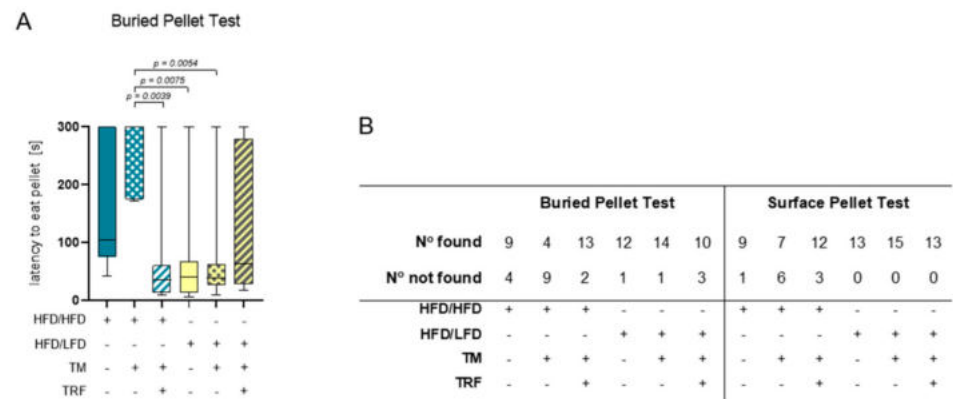 A
Buried Pellet Test
p = 0.0054
p = 0.0075
p = 0.0039
latency to eat pellet [s]
300
200
100
0
HFD/HFD + + + - - -
HFD/LFD - - - + + +
TM - + + - + +
TRF - - + - - +
B
Buried Pellet Test Surface Pellet Test
Nº found 9 4 13 12 14 10 9 7 12 13 15 13
Nº not found 4 9 2 1 1 3 1 6 3 0 0 0
HFD/HFD + + + - - - + + + - - -
HFD/LFD - - - + + + - - - + + +
TM - + + - + + - + + - + +
TRF - - + - - + - - + - - +